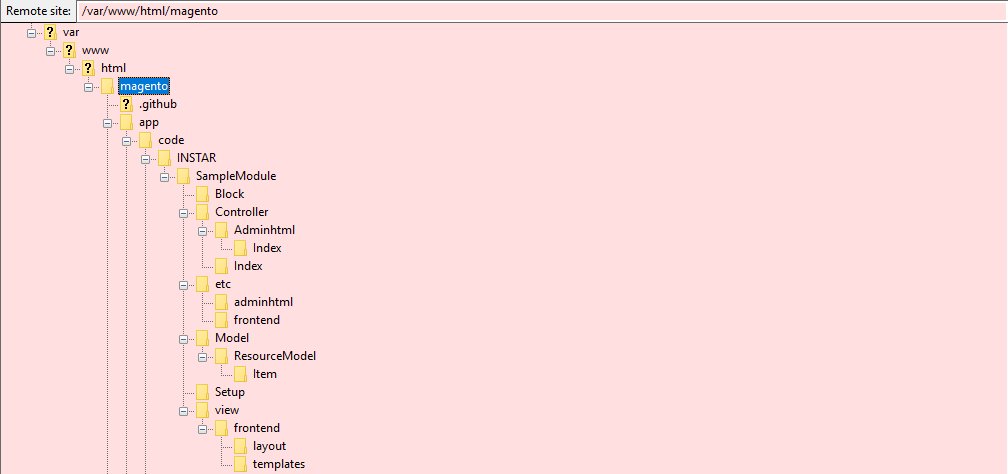 Remote site: /var/www/html/magento
var
www
html
magento
.github
app
code
INSTAR
SampleModule
Block
Controller
Adminhtml
Index
Index
etc
adminhtml
frontend
Model
ResourceModel
Item
Setup
view
frontend
layout
templates